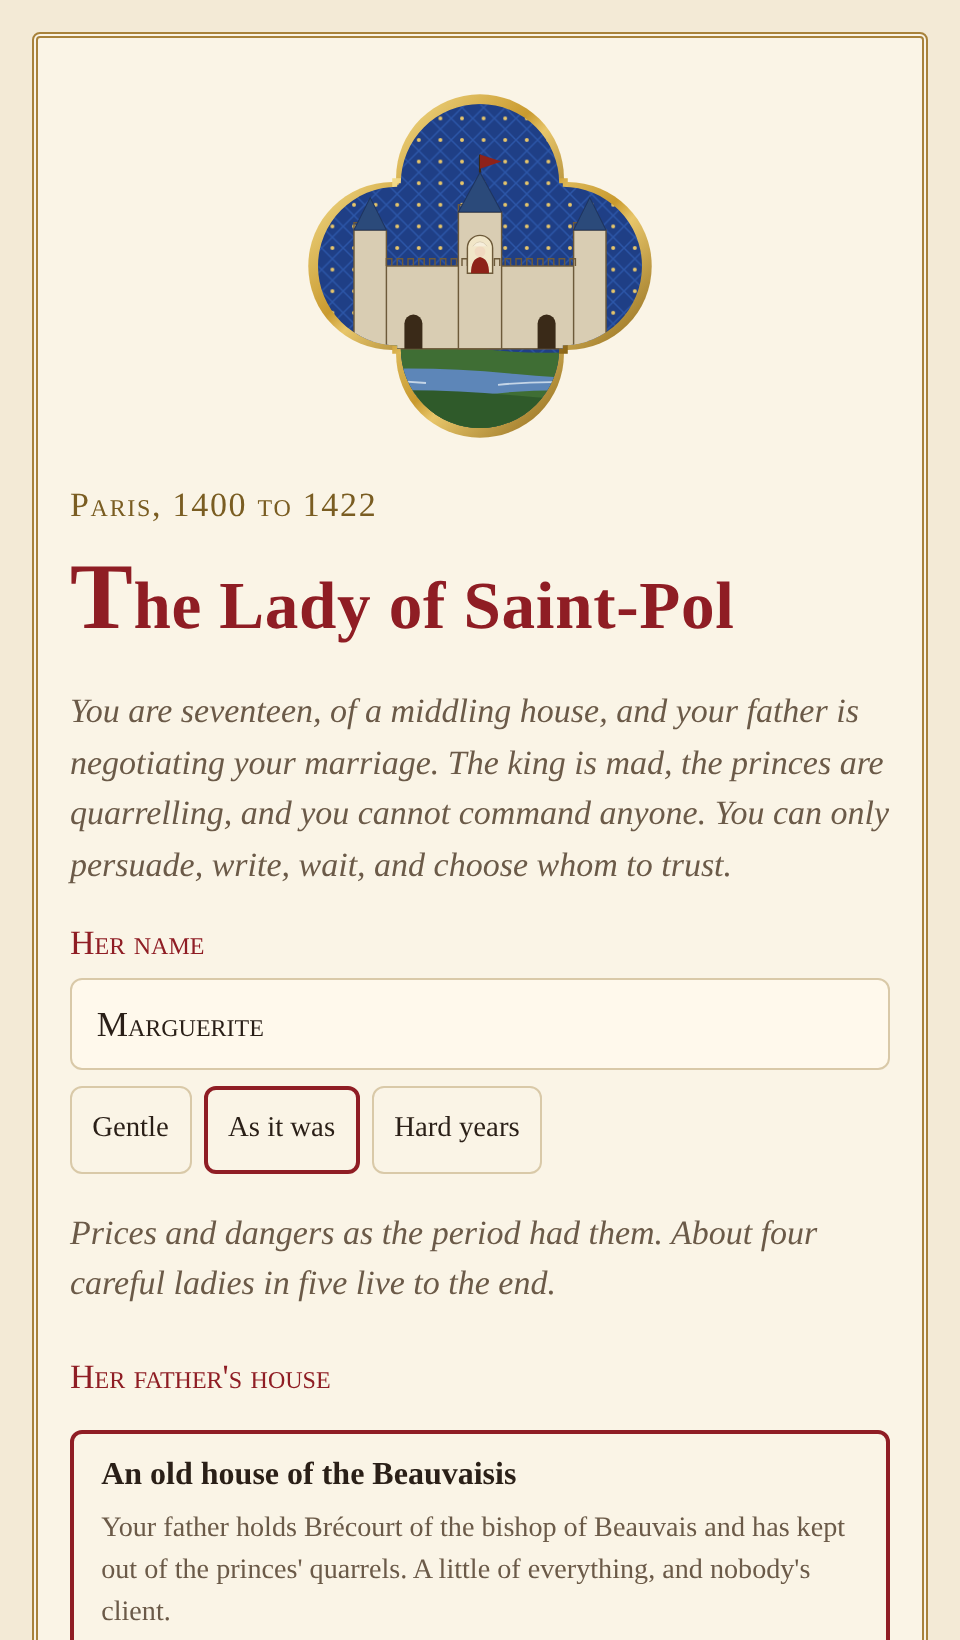 Paris, 1400 to 1422
The Lady of Saint-Pol
You are seventeen, of a middling house, and your father is
negotiating your marriage. The king is mad, the princes are
quarrelling, and you cannot command anyone. You can only
persuade, write, wait, and choose whom to trust.
Her name
Marguerite
Gentle
As it was
Hard years
Prices and dangers as the period had them. About four
careful ladies in five live to the end.
Her father's house
An old house of the Beauvaisis
Your father holds Brécourt of the bishop of Beauvais and has kept
out of the princes' quarrels. A little of everything, and nobody's
client.